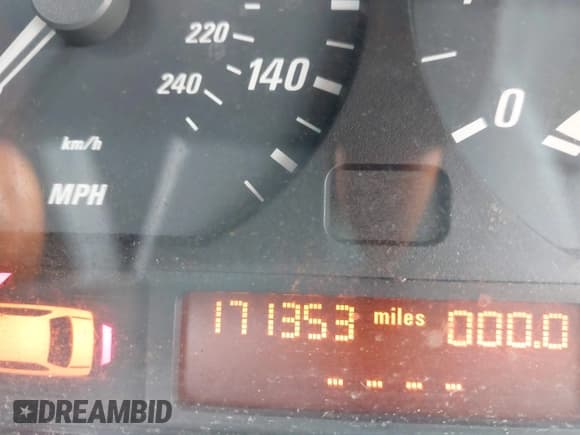 220
140
240
0
km/h
MPH
171353 miles 000.0
- - - -
DREAMBID